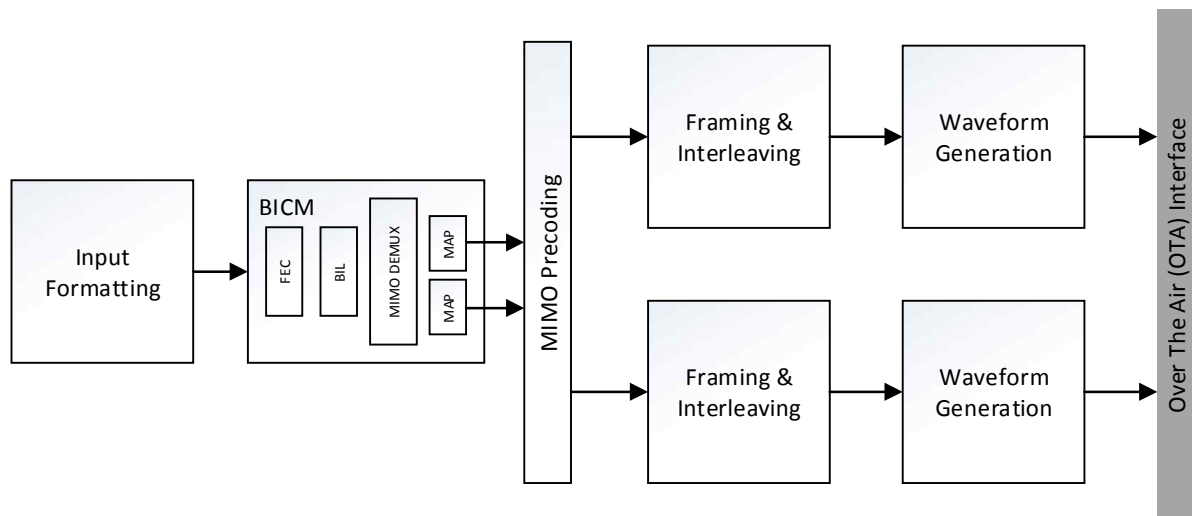 Input
Formatting
BICM
FEC
BIL
MIMO DEMUX
MAP
MAP
MIMO Precoding
Framing &
Interleaving
Waveform
Generation
Framing &
Interleaving
Waveform
Generation
Over The Air (OTA) Interface